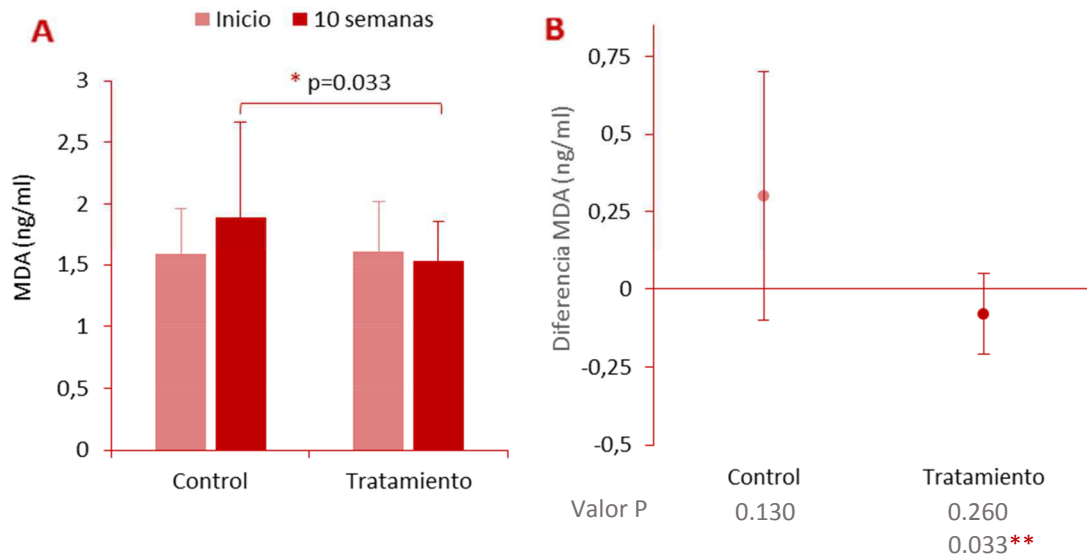 A
Inicio 10 semanas
* p=0.033
MDA (ng/ml)
3
2,5
2
1,5
1
0,5
0
Control Tratamiento
B
Diferencia MDA (ng/ml)
0,75
0,5
0,25
0
-0,25
-0,5
Control Tratamiento
Valor P 0.130 0.260
0.033**